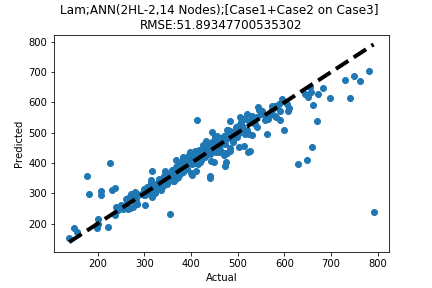 Lam;ANN(2HL-2,14 Nodes);[Case1+Case2 on Case3]
RMSE:51.89347700535302
800
700
600
500
400
300
200
Predicted
200 300 400 500 600 700 800
Actual